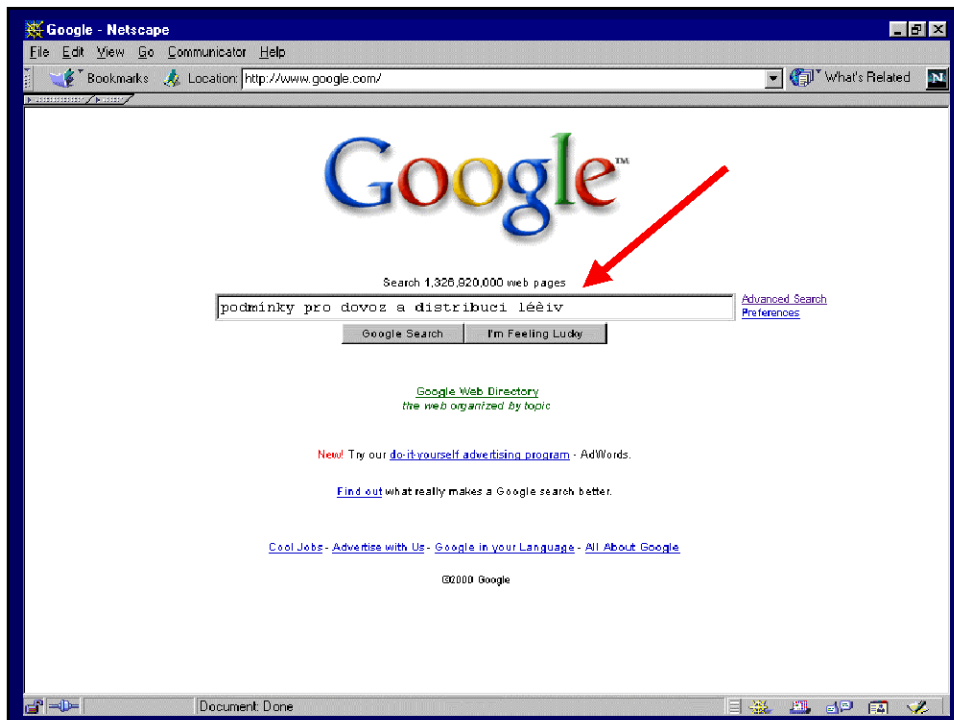 Google - Netscape
File Edit View Go Communicator Help
Bookmarks Location: http://www.google.com/ What's Related N
Google™
Search 1,326,920,000 web pages
podmínky pro dovoz a distribuci léèiv
Advanced Search
Preferences
Google Search I'm Feeling Lucky
Google Web Directory
the web organized by topic
New! Try our do-it-yourself advertising program - AdWords.
Find out what really makes a Google search better.
Cool Jobs - Advertise with Us - Google in your Language - All About Google
©2000 Google
Document: Done